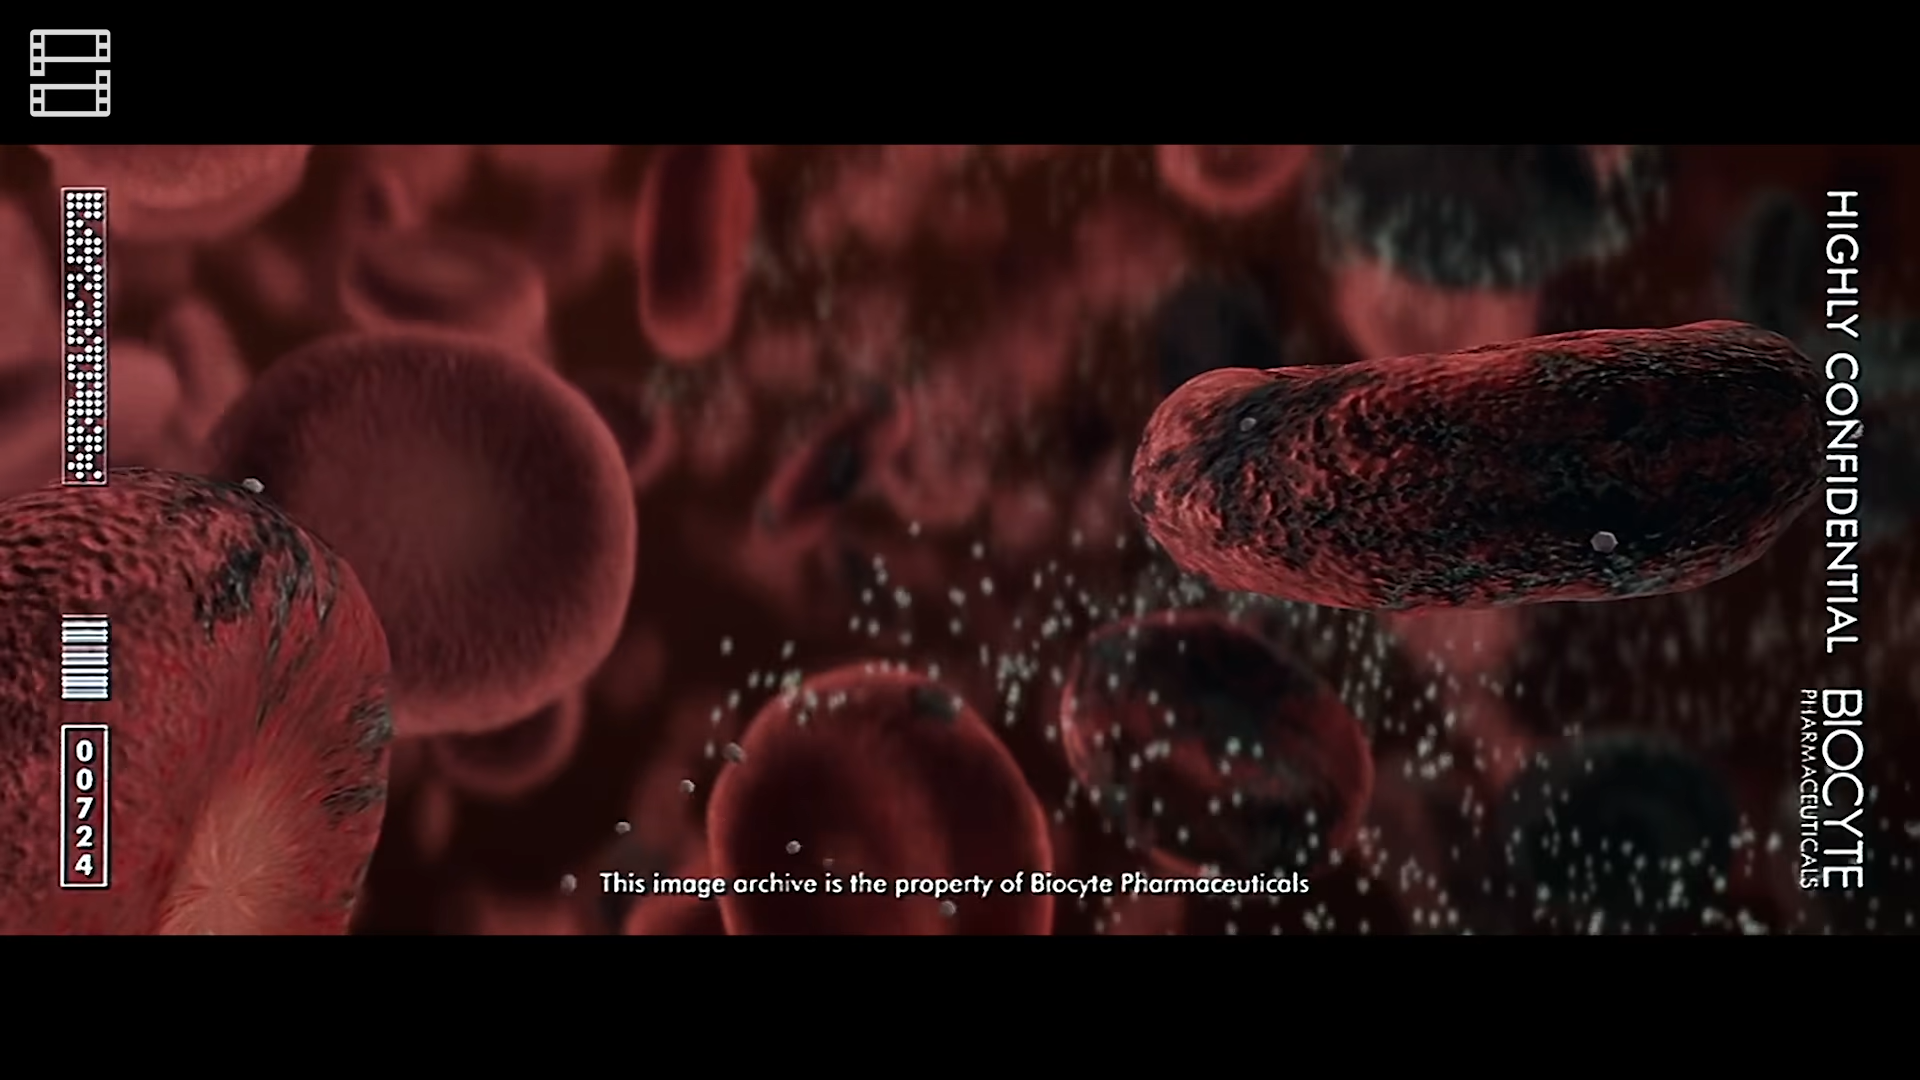 00724
This image archive is the property of Biocyte Pharmaceuticals
HIGHLY CONFIDENTIAL
BIOCYTE
PHARMACEUTICALS